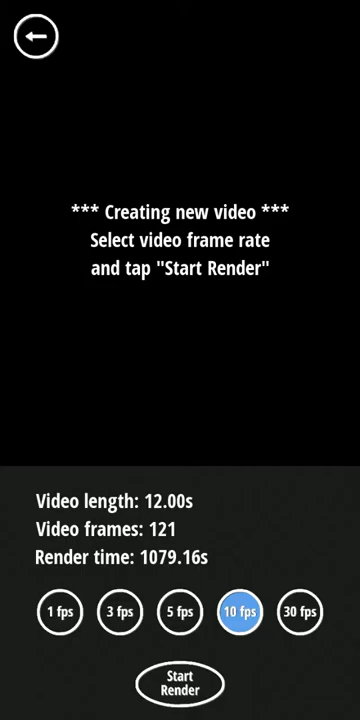 *** Creating new video ***
Select video frame rate
and tap "Start Render"
Video length: 12.00s
Video frames: 121
Render time: 1079.16s
1 fps 3 fps 5 fps 10 fps 30 fps
Start
Render